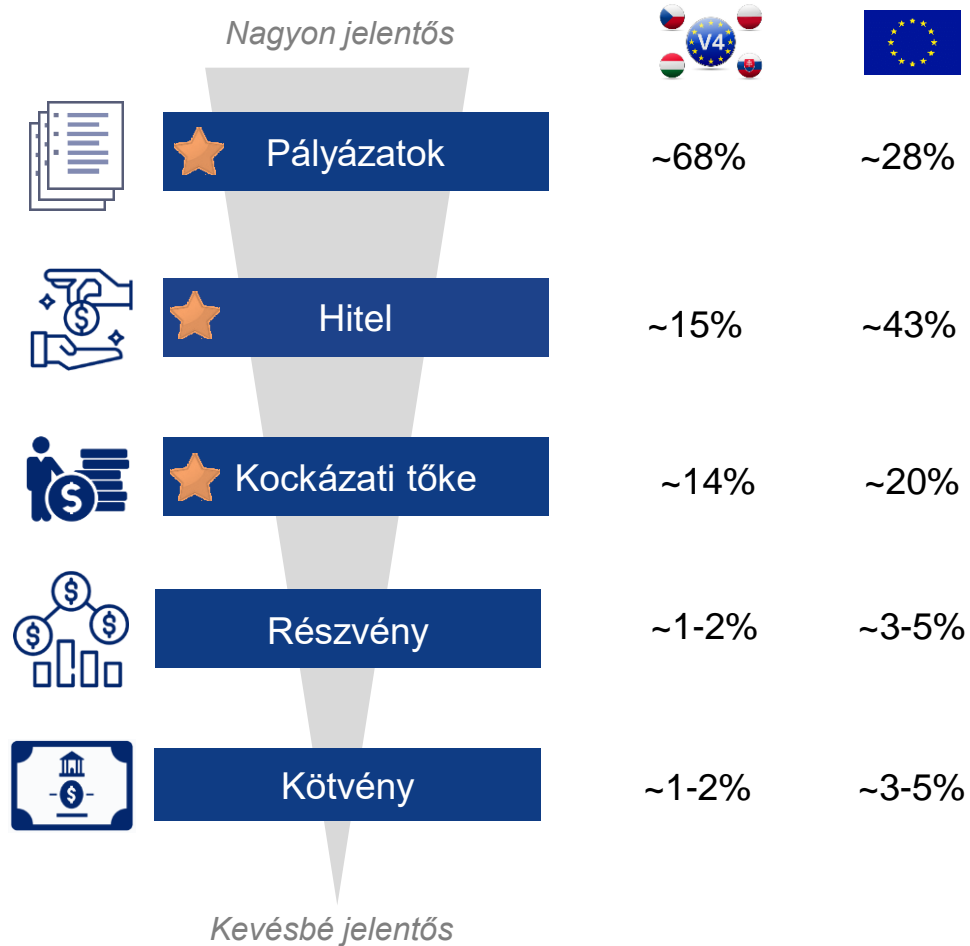 Nagyon jelentős
V4
Pályázatok ~68% ~28%
Hitel ~15% ~43%
Kockázati tőke ~14% ~20%
Részvény ~1-2% ~3-5%
Kötvény ~1-2% ~3-5%
Kevésbé jelentős